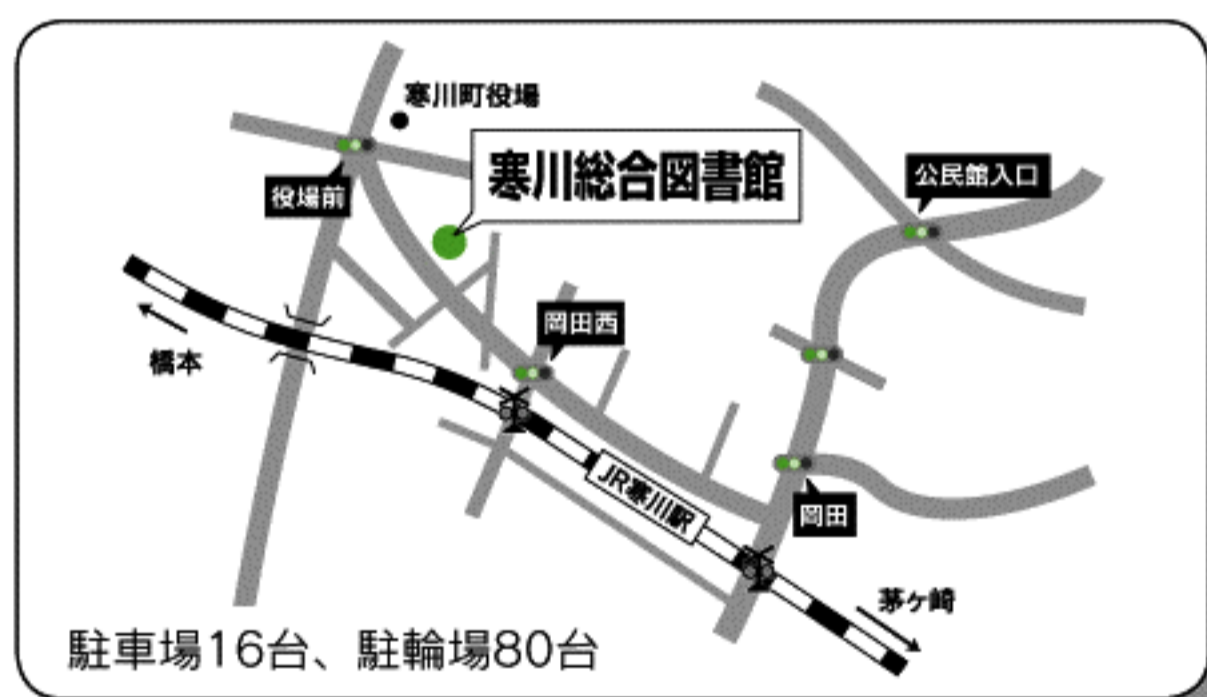 寒川町役場
寒川総合図書館
公民館入口
役場前
岡田西
橋本
JR寒川駅
岡田
茅ヶ崎
駐車場16台、駐輪場80台